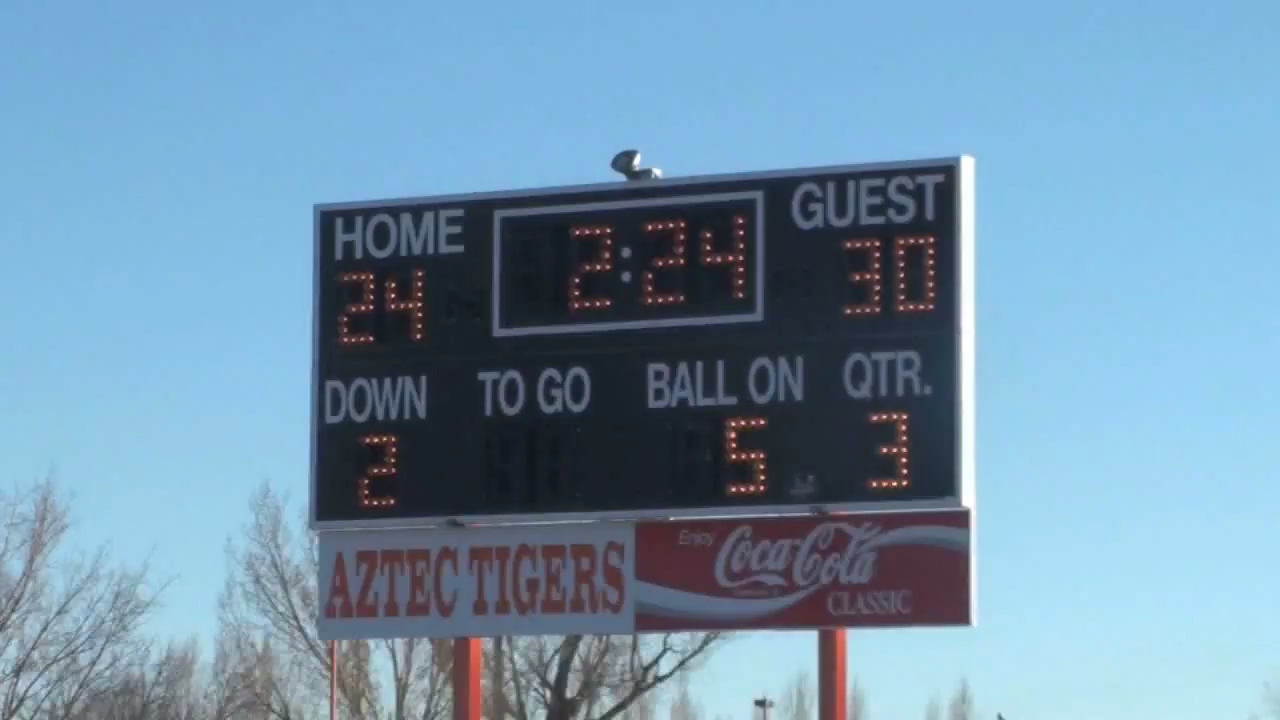 HOME 2:24 GUEST
24 30
DOWN TO GO BALL ON QTR.
2 5 3
AZTEC TIGERS
Enjoy
Coca-Cola
CLASSIC